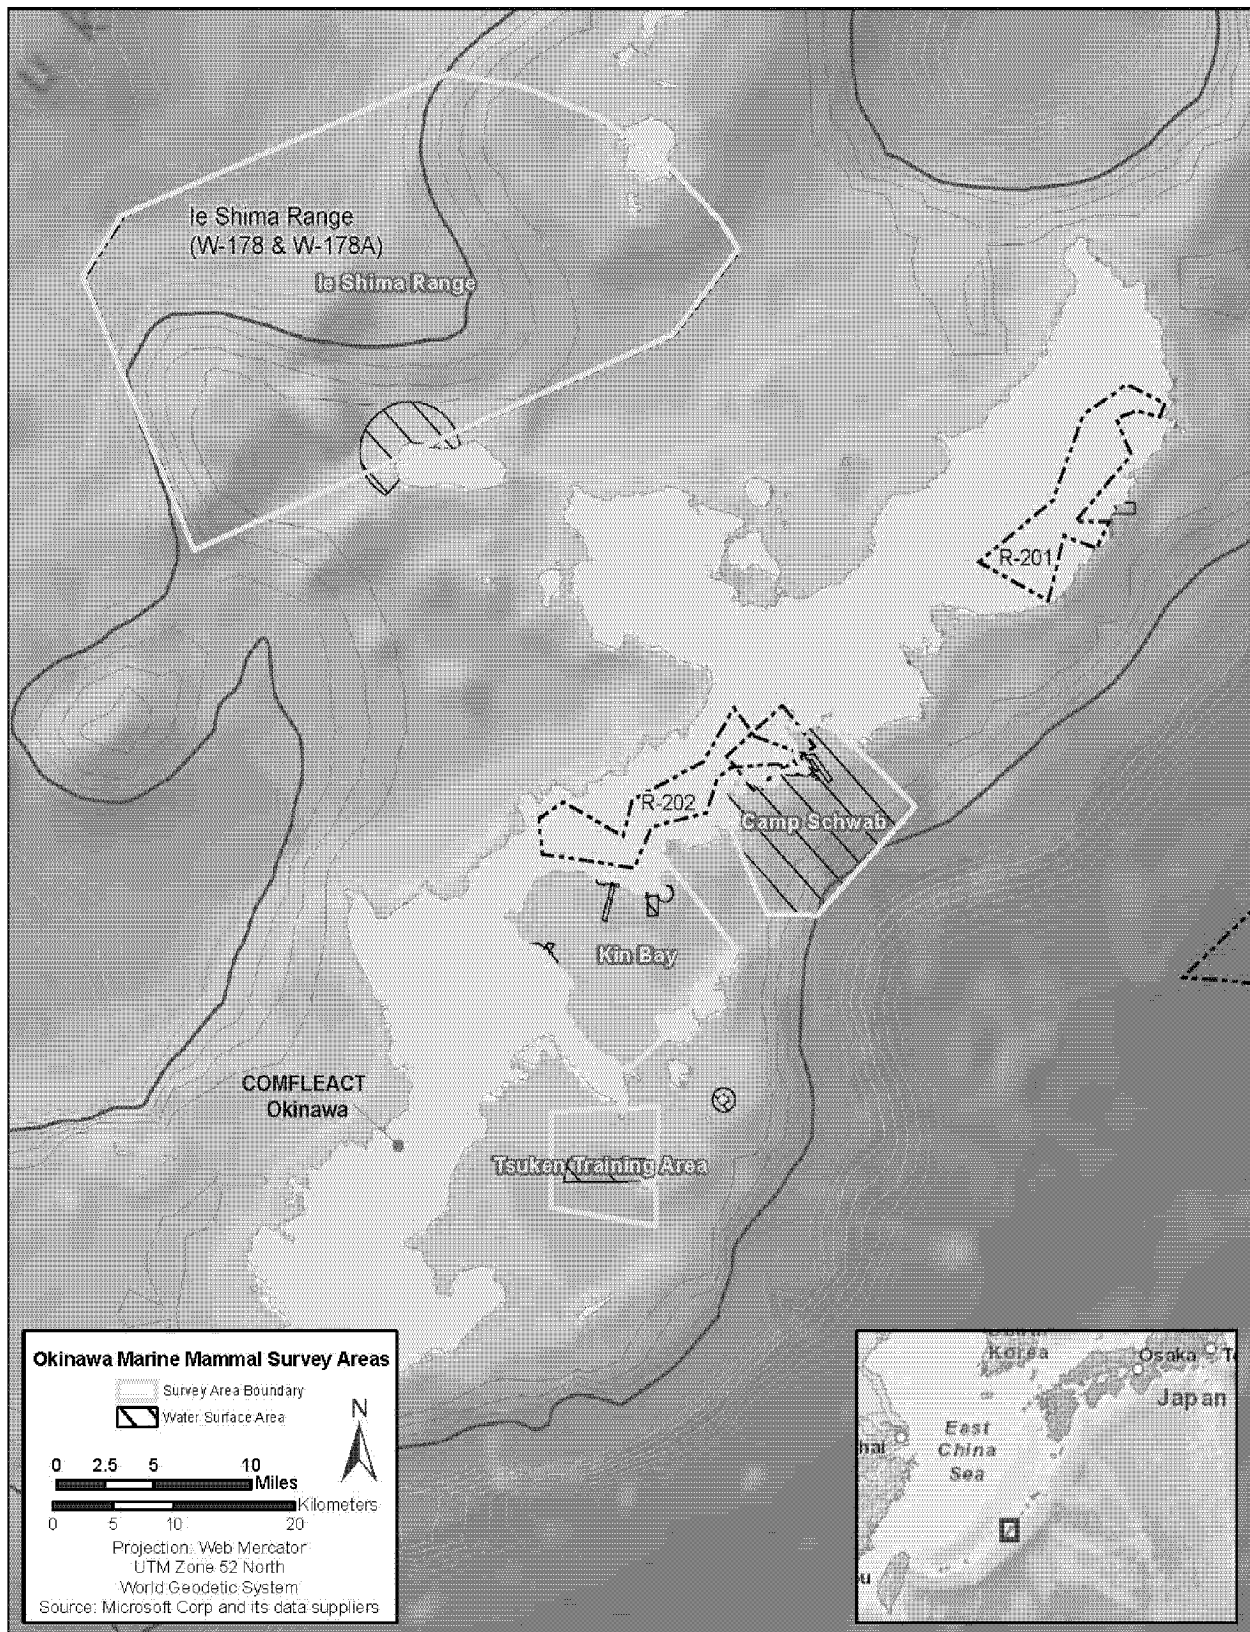 Ie Shima Range
(W-178 & W-178A)
Ie Shima Range
R-201
R-202
Camp Schwab
Kin Bay
COMFLEACT
Okinawa
Tsuken Training Area
Okinawa Marine Mammal Survey Areas
Survey Area Boundary
Water Surface Area
N
0 2.5 5 10
Miles
Kilometers
0 5 10 20
Projection: Web Mercator
UTM Zone 52 North
World Geodetic System
Source: Microsoft Corp and its data suppliers
Korea
Osaka
Japan
hai
East
China
Sea